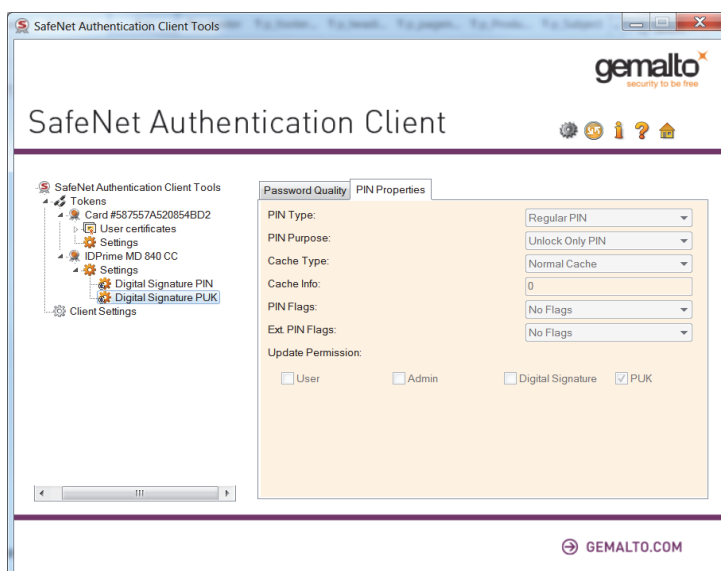 SafeNet Authentication Client Tools
gemalto
security to be free
SafeNet Authentication Client
SafeNet Authentication Client Tools
Tokens
Card #587557A520854BD2
User certificates
Settings
IDPrime MD 840 CC
Settings
Digital Signature PIN
Digital Signature PUK
Client Settings
Password Quality PIN Properties
PIN Type: Regular PIN
PIN Purpose: Unlock Only PIN
Cache Type: Normal Cache
Cache Info: 0
PIN Flags: No Flags
Ext. PIN Flags: No Flags
Update Permission:
User Admin Digital Signature PUK
GEMALTO.COM